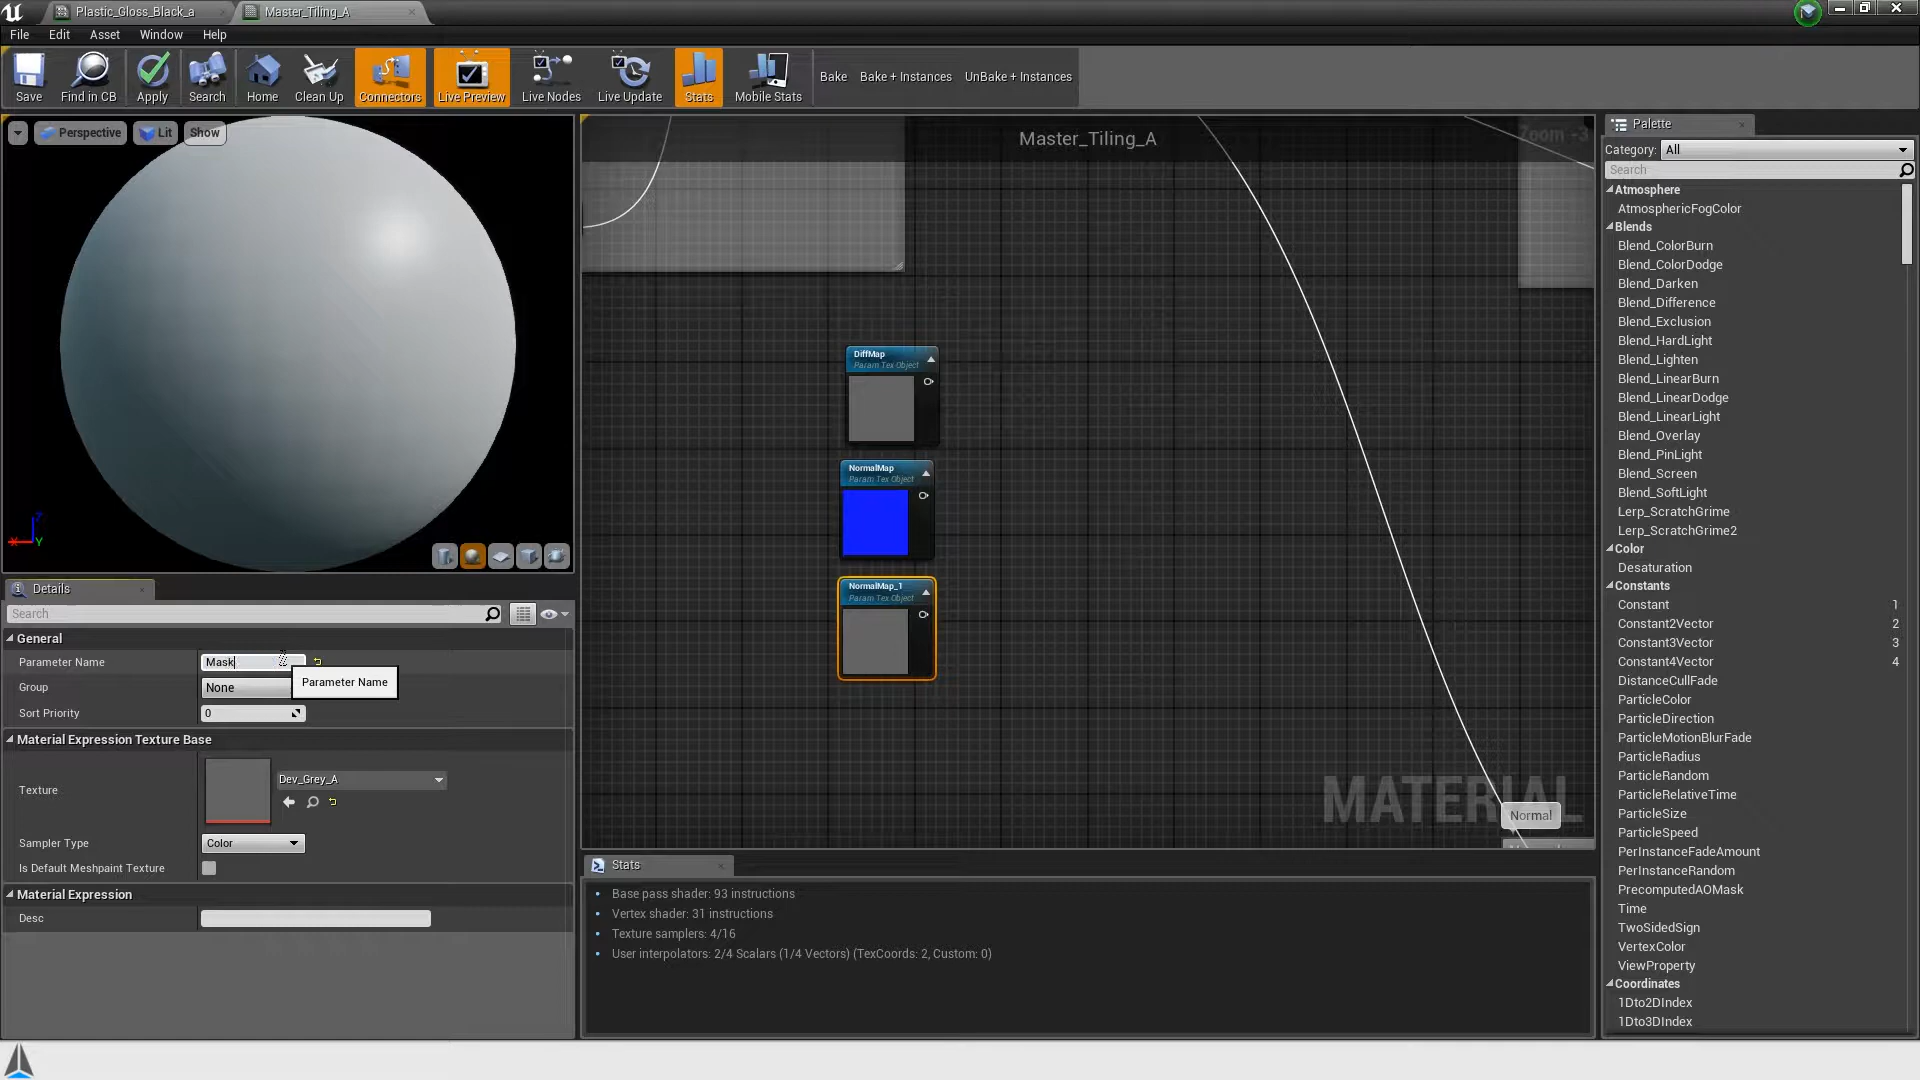 Plastic_Gloss_Black_a
Master_Tiling_A
File Edit Asset Window Help
Save Find in CB Apply Search Home Clean Up Connectors Live Preview Live Nodes Live Update Stats Mobile Stats Bake Bake + Instances UnBake + Instances
Perspective Lit Show
Master_Tiling_A
Zoom -3
DiffMap
Param Tex Object
NormalMap
Param Tex Object
NormalMap_1
Param Tex Object
MATERIAL
Normal
X Y Z
Details
Search
General
Parameter Name Mask
Parameter Name
Group None
Sort Priority 0
Material Expression Texture Base
Texture Dev_Grey_A
Sampler Type Color
Is Default Meshpaint Texture
Material Expression
Desc
Stats
Base pass shader: 93 instructions
Vertex shader: 31 instructions
Texture samplers: 4/16
User interpolators: 2/4 Scalars (1/4 Vectors) (TexCoords: 2, Custom: 0)
Palette
Category: All
Search
Atmosphere
AtmosphericFogColor
Blends
Blend_ColorBurn
Blend_ColorDodge
Blend_Darken
Blend_Difference
Blend_Exclusion
Blend_HardLight
Blend_Lighten
Blend_LinearBurn
Blend_LinearDodge
Blend_LinearLight
Blend_Overlay
Blend_PinLight
Blend_Screen
Blend_SoftLight
Lerp_ScratchGrime
Lerp_ScratchGrime2
Color
Desaturation
Constants
Constant 1
Constant2Vector 2
Constant3Vector 3
Constant4Vector 4
DistanceCullFade
ParticleColor
ParticleDirection
ParticleMotionBlurFade
ParticleRadius
ParticleRandom
ParticleRelativeTime
ParticleSize
ParticleSpeed
PerInstanceFadeAmount
PerInstanceRandom
PrecomputedAOMask
Time
TwoSidedSign
VertexColor
ViewProperty
Coordinates
1Dto2DIndex
1Dto3DIndex